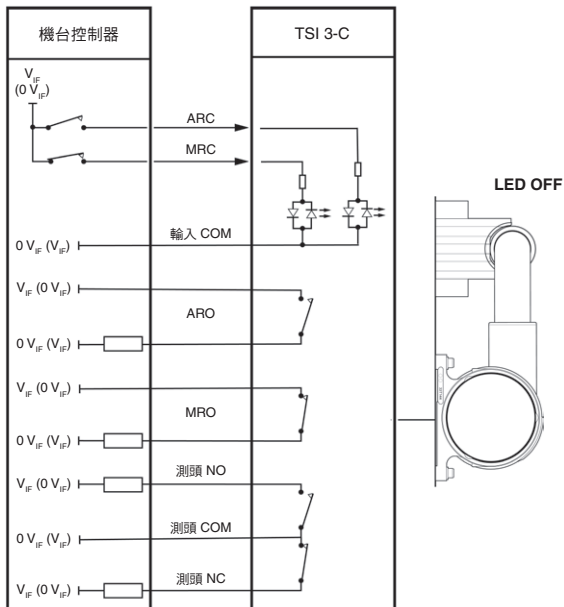 機台控制器
TSI 3-C
V_IF
(0 V_IF)
ARC
MRC
LED OFF
輸入 COM
0 V_IF (V_IF)
V_IF (0 V_IF)
ARO
0 V_IF (V_IF)
V_IF (0 V_IF)
MRO
0 V_IF (V_IF)
測頭 NO
V_IF (0 V_IF)
測頭 COM
0 V_IF (V_IF)
測頭 NC
V_IF (0 V_IF)